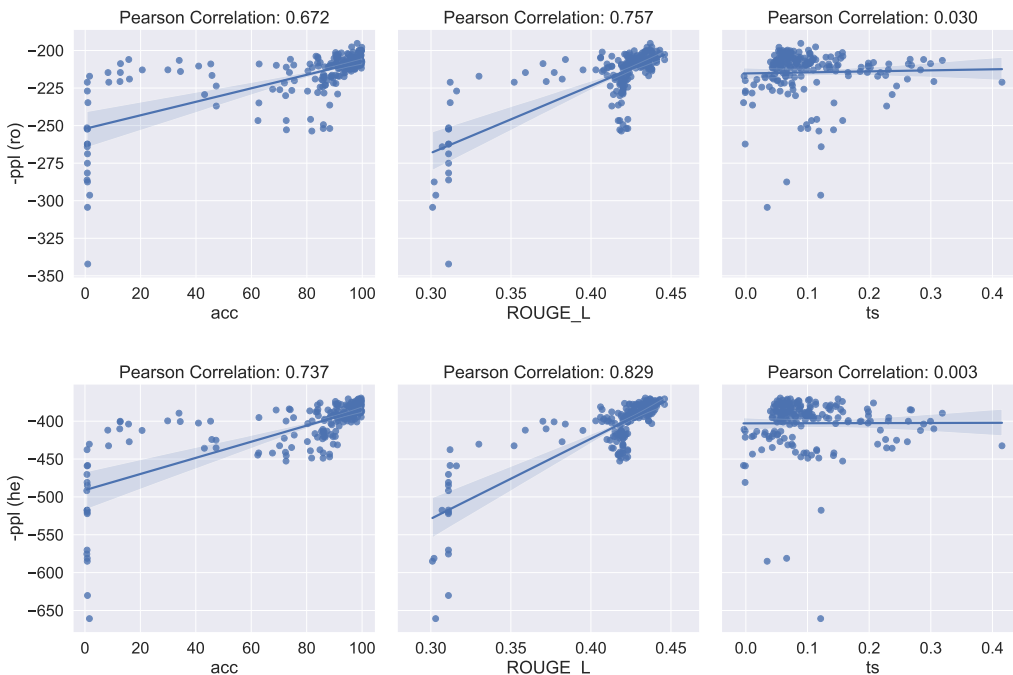 Pearson Correlation: 0.672
Pearson Correlation: 0.757
Pearson Correlation: 0.030
-ppl (ro)
−200
−225
−250
−275
−300
−325
−350
0 20 40 60 80 100
0.30 0.35 0.40 0.45
0.0 0.1 0.2 0.3 0.4
acc
ROUGE_L
ts
Pearson Correlation: 0.737
Pearson Correlation: 0.829
Pearson Correlation: 0.003
-ppl (he)
−400
−450
−500
−550
−600
−650
0 20 40 60 80 100
0.30 0.35 0.40 0.45
0.0 0.1 0.2 0.3 0.4
acc
ROUGE_L
ts